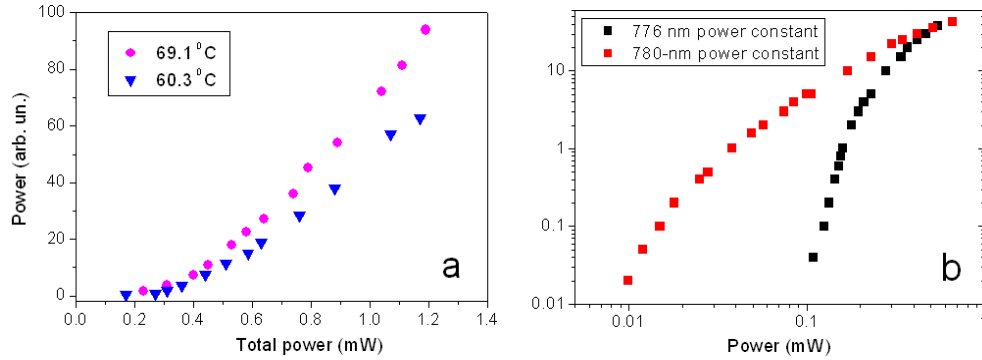 69.1 ⁰C
60.3 ⁰C
100
80
60
40
20
0
Power (arb. un.)
0.0 0.2 0.4 0.6 0.8 1.0 1.2 1.4
Total power (mW)
a
776 nm power constant
780-nm power constant
10
1
0.1
0.01
0.01 0.1
Power (mW)
b